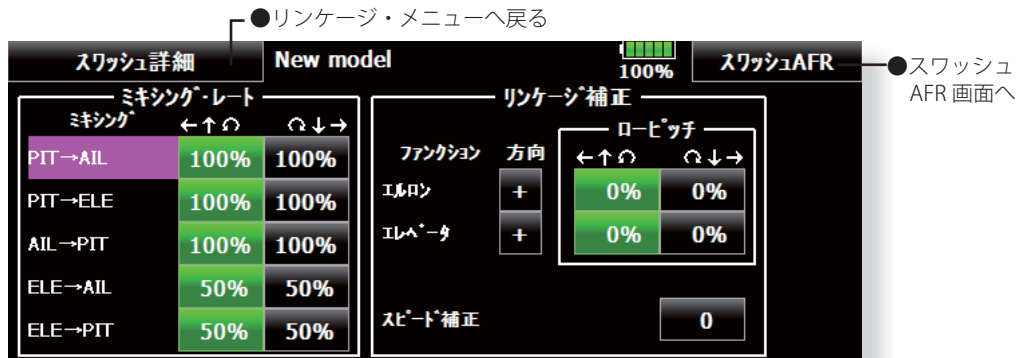 ●リンケージ・メニューへ戻る
スワッシュ詳細 New model 100% スワッシュAFR
●スワッシュ
AFR 画面へ
ミキシング・レート
ミキシング ←↑↺ ↻↓→
PIT→AIL 100% 100%
PIT→ELE 100% 100%
AIL→PIT 100% 100%
ELE→AIL 50% 50%
ELE→PIT 50% 50%
リンケージ補正
ローピッチ
ファンクション 方向 ←↑↺ ↻↓→
エルロン + 0% 0%
エレベータ + 0% 0%
スピード補正 0